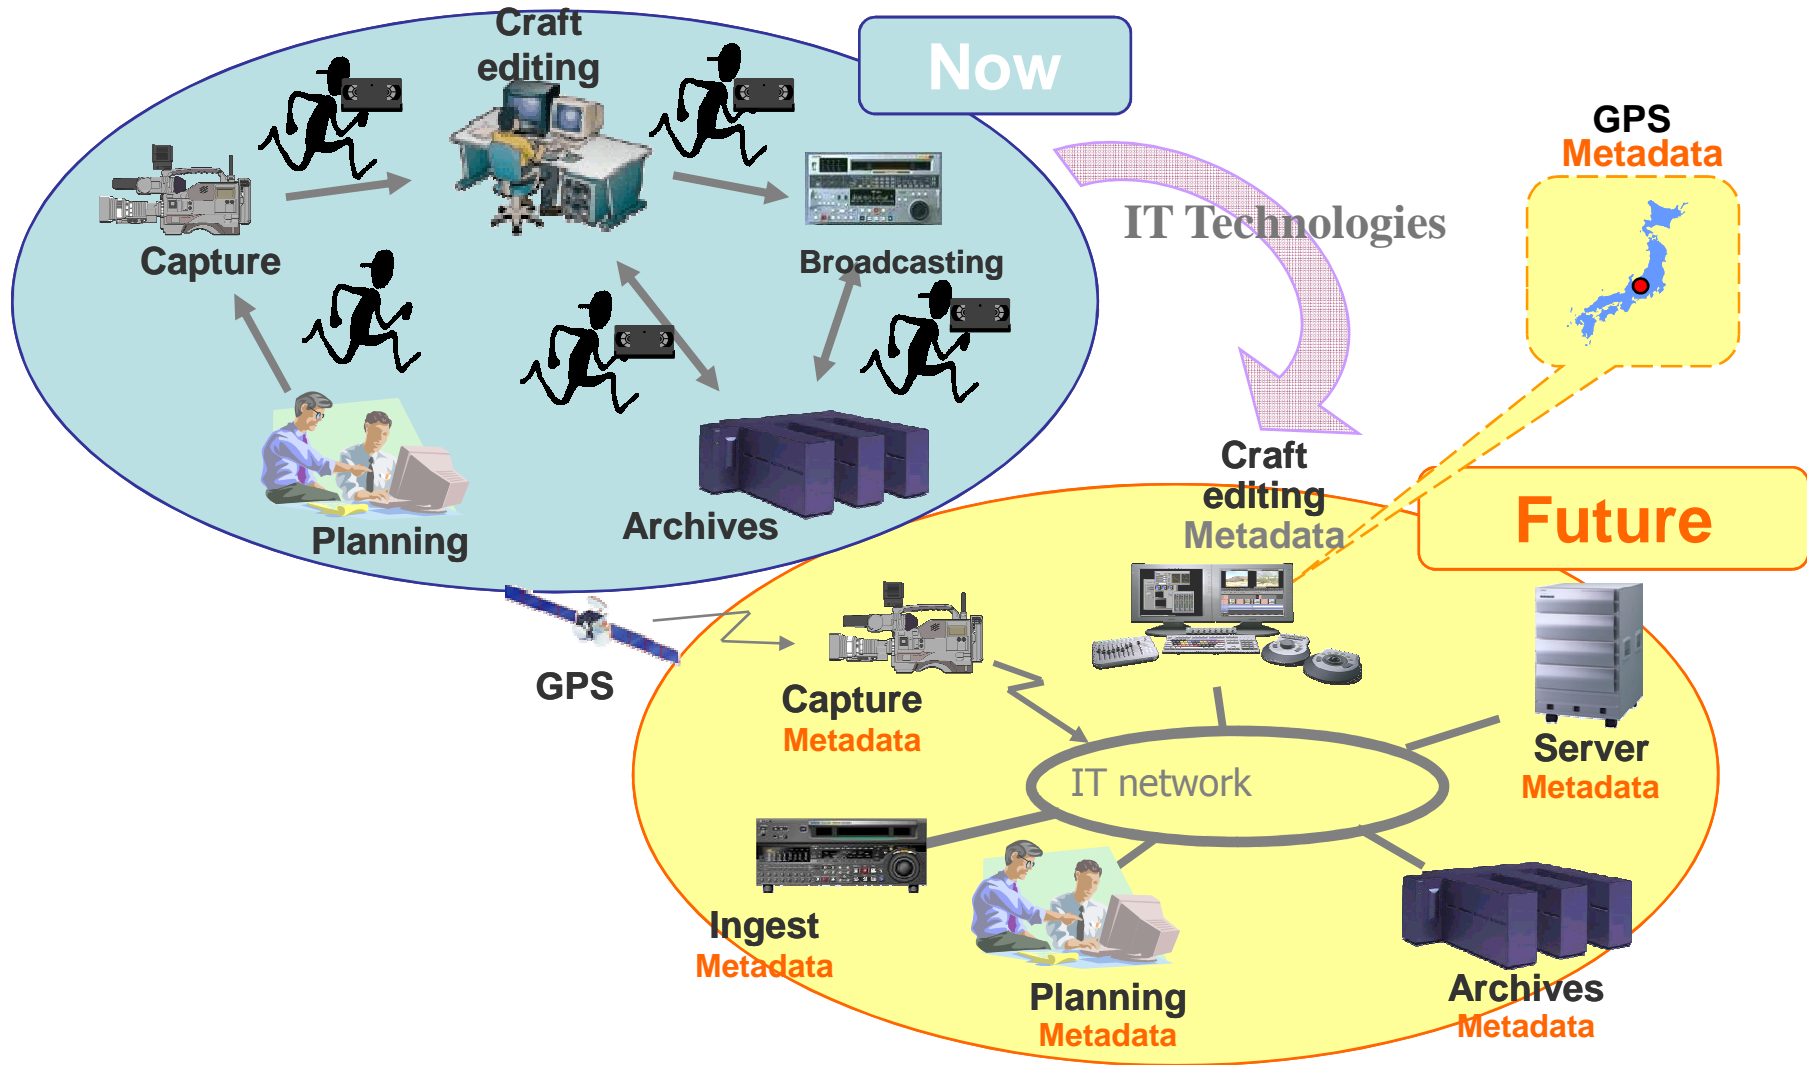 Craft
editing
Now
Capture
Broadcasting
Planning
Archives
IT Technologies
GPS
Metadata
Future
Craft
editing
Metadata
GPS
Capture
Metadata
Server
Metadata
IT network
Ingest
Metadata
Planning
Metadata
Archives
Metadata